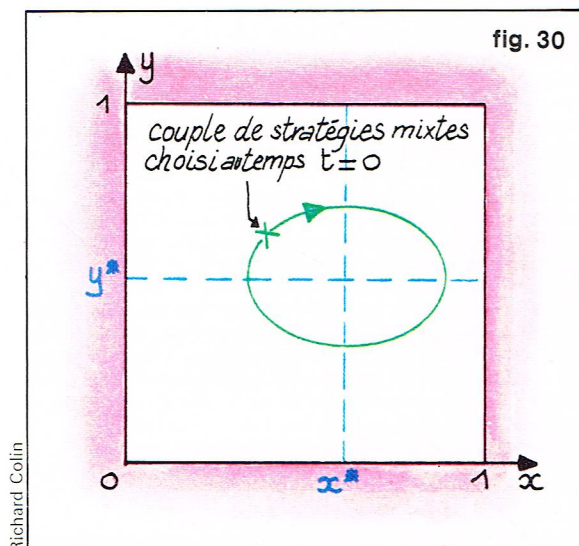 fig. 30
y
1
couple de stratégies mixtes
choisi au temps t=0
y*
0
x*
1
x
Richard Colin